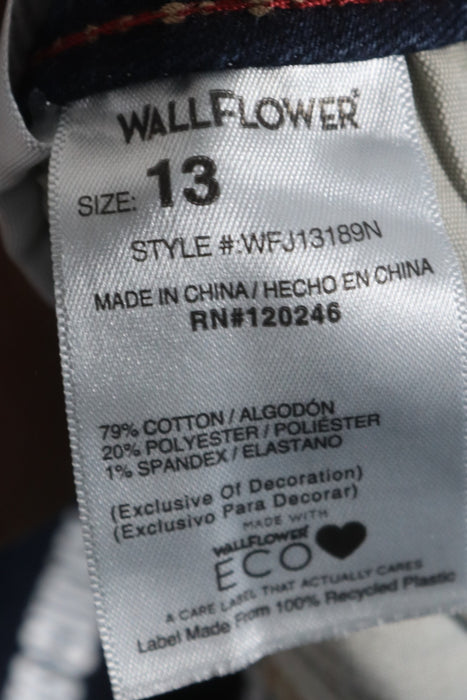 WALLFLOWER®
SIZE: 13
STYLE #:WFJ13189N
MADE IN CHINA / HECHO EN CHINA
RN#120246
79% COTTON / ALGODÓN
20% POLYESTER / POLIÉSTER
1% SPANDEX / ELASTANO
(Exclusive Of Decoration)
(Exclusivo Para Decorar)
MADE WITH
WALLFLOWER
ECO
A CARE LABEL THAT ACTUALLY CARES
Label Made From 100% Recycled Plastic